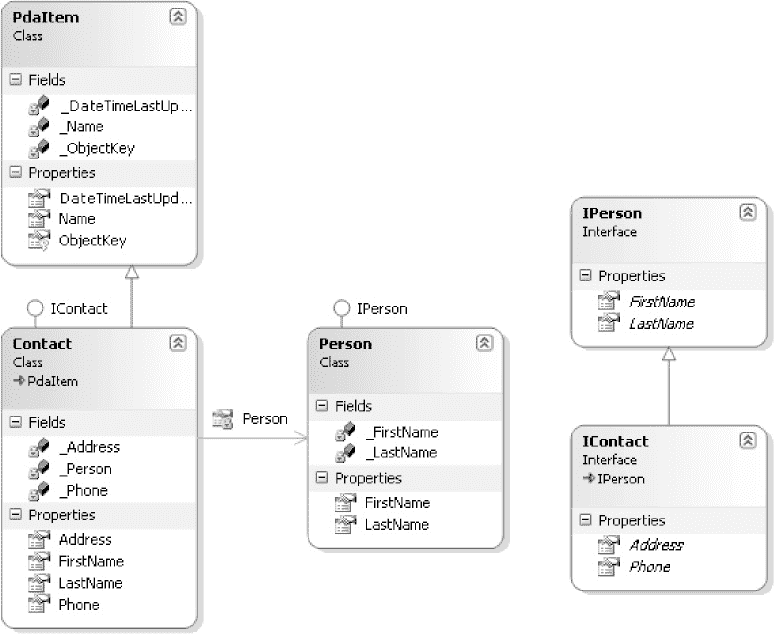 PdaItem
Class
Fields
_DateTimeLastUp...
_Name
_ObjectKey
Properties
DateTimeLastUpd...
Name
ObjectKey
IContact
Contact
Class
PdaItem
Fields
_Address
_Person
_Phone
Properties
Address
FirstName
LastName
Phone
Person
IPerson
Person
Class
Fields
_FirstName
_LastName
Properties
FirstName
LastName
IPerson
Interface
Properties
FirstName
LastName
IContact
Interface
IPerson
Properties
Address
Phone